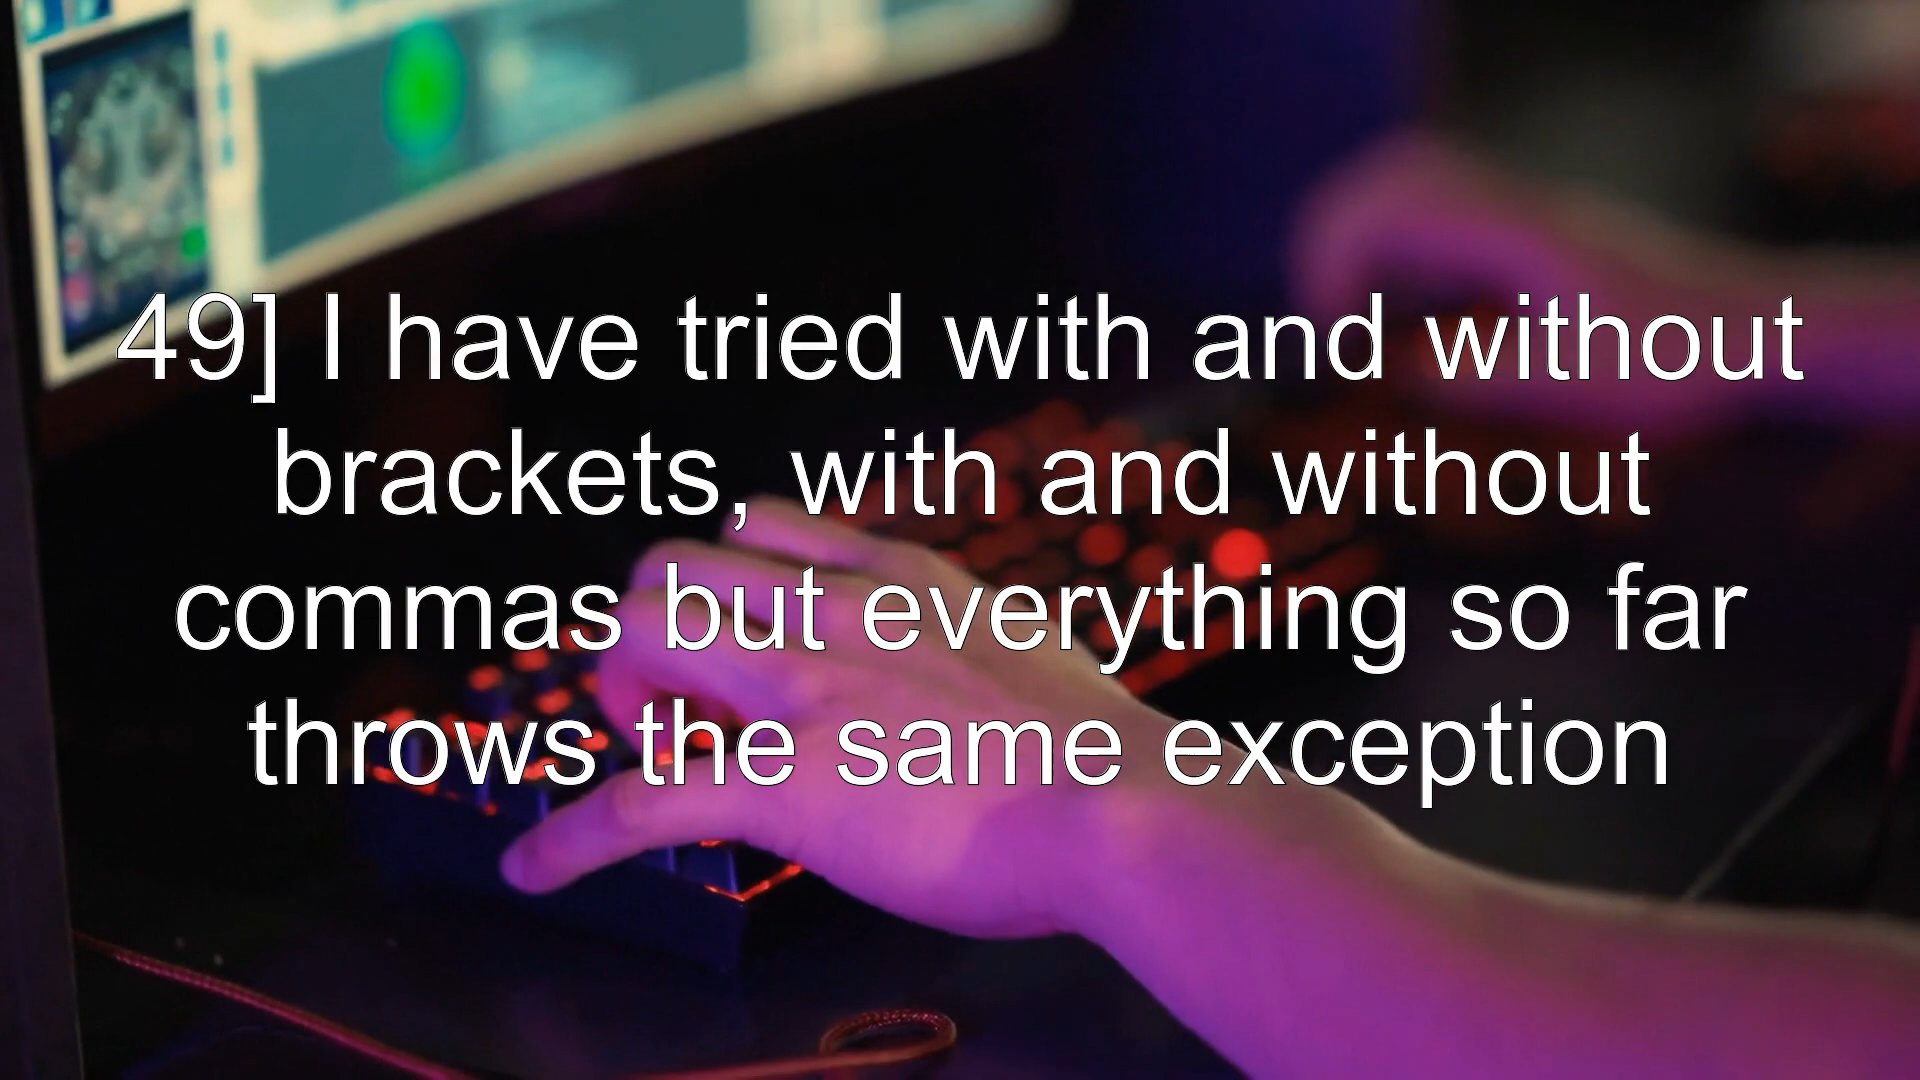 49] I have tried with and without
brackets, with and without
commas but everything so far
throws the same exception